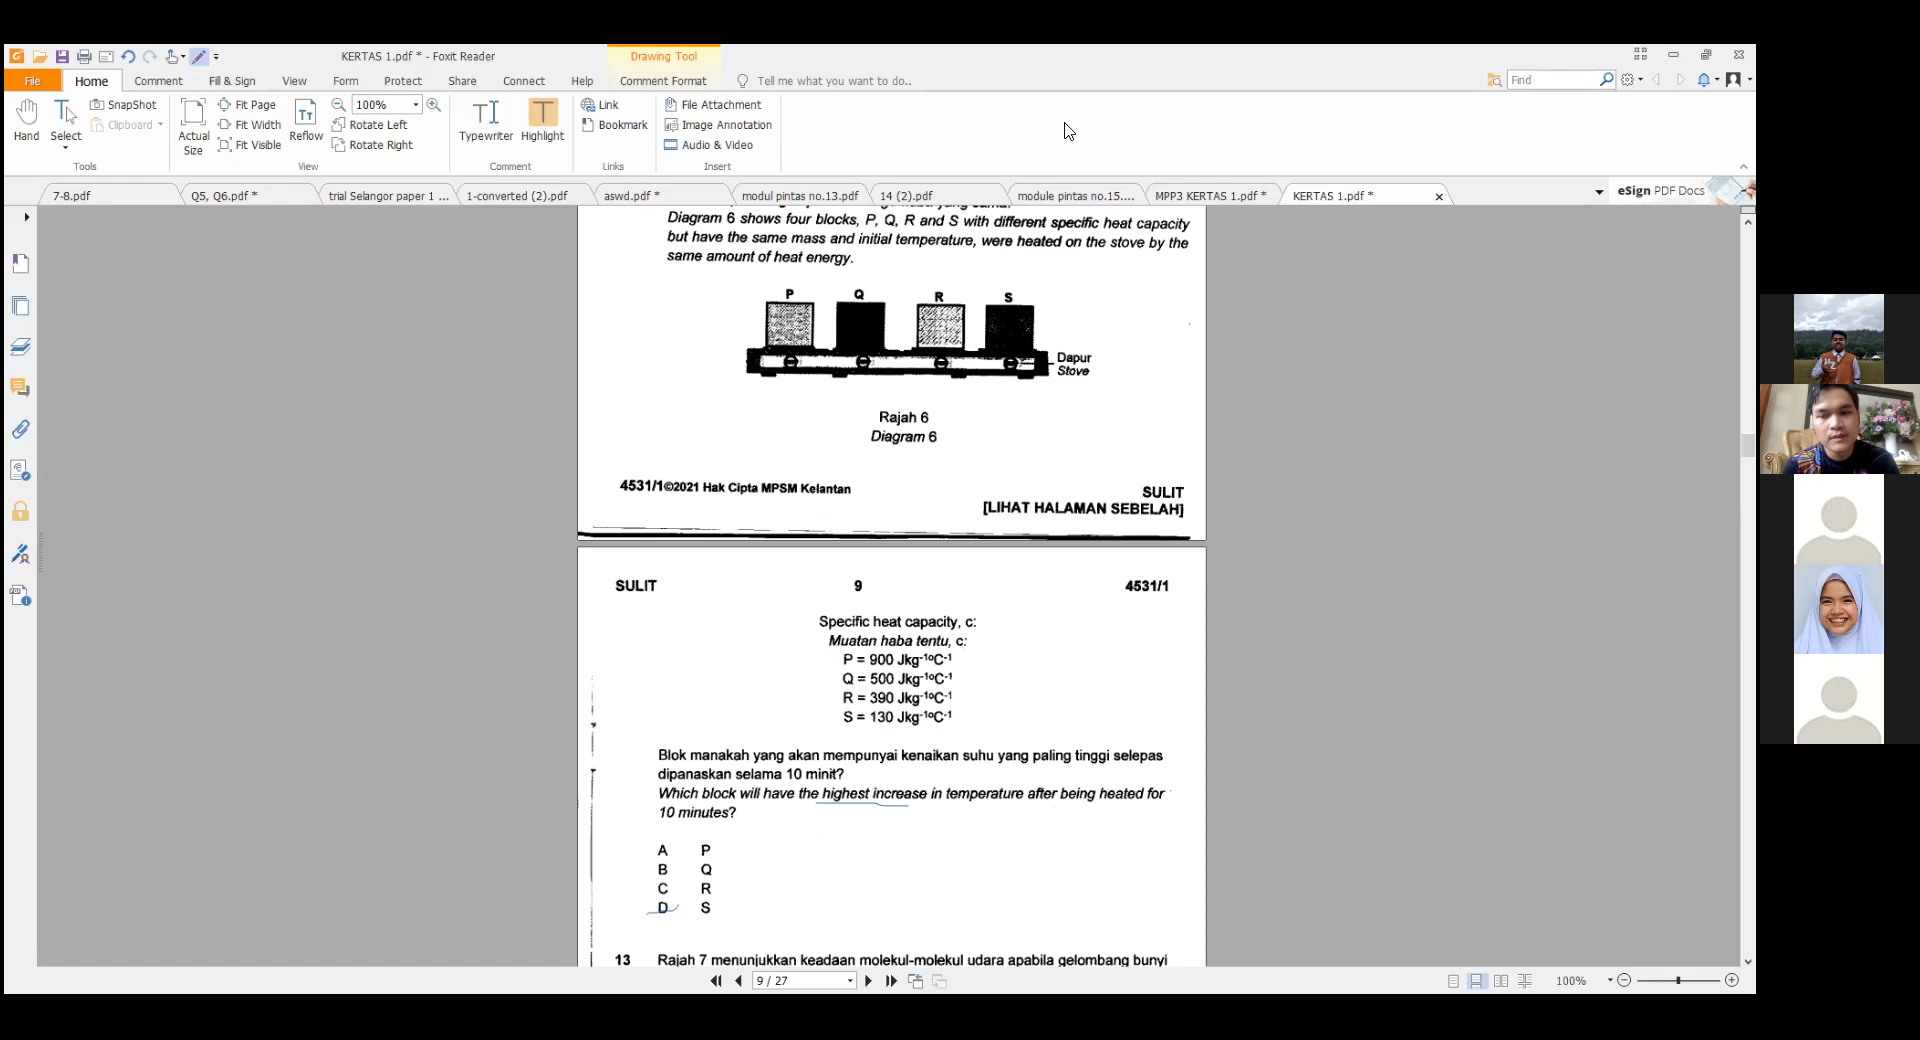 KERTAS 1.pdf * - Foxit Reader
Drawing Tool
File
Home
Comment
Fill & Sign
View
Form
Protect
Share
Connect
Help
Comment Format
Tell me what you want to do..
Find
Hand
Select
SnapShot
Clipboard
Tools
Actual
Size
Fit Page
Fit Width
Fit Visible
Reflow
100%
Rotate Left
Rotate Right
View
Typewriter
Highlight
Comment
Link
Bookmark
Links
File Attachment
Image Annotation
Audio & Video
Insert
7-8.pdf
Q5, Q6.pdf *
trial Selangor paper 1 ...
1-converted (2).pdf
aswd.pdf *
modul pintas no.13.pdf
14 (2).pdf
module pintas no.15....
MPP3 KERTAS 1.pdf *
KERTAS 1.pdf *
eSign PDF Docs
Diagram 6 shows four blocks, P, Q, R and S with different specific heat capacity
but have the same mass and initial temperature, were heated on the stove by the
same amount of heat energy.
P Q R S
Dapur
Stove
Rajah 6
Diagram 6
4531/1©2021 Hak Cipta MPSM Kelantan
SULIT
[LIHAT HALAMAN SEBELAH]
SULIT 9 4531/1
Specific heat capacity, c:
Muatan haba tentu, c:
P = 900 Jkg⁻¹ºC⁻¹
Q = 500 Jkg⁻¹ºC⁻¹
R = 390 Jkg⁻¹ºC⁻¹
S = 130 Jkg⁻¹ºC⁻¹
Blok manakah yang akan mempunyai kenaikan suhu yang paling tinggi selepas
dipanaskan selama 10 minit?
Which block will have the highest increase in temperature after being heated for
10 minutes?
A P
B Q
C R
D S
13 Rajah 7 menunjukkan keadaan molekul-molekul udara apabila gelombang bunyi
9 / 27
100%